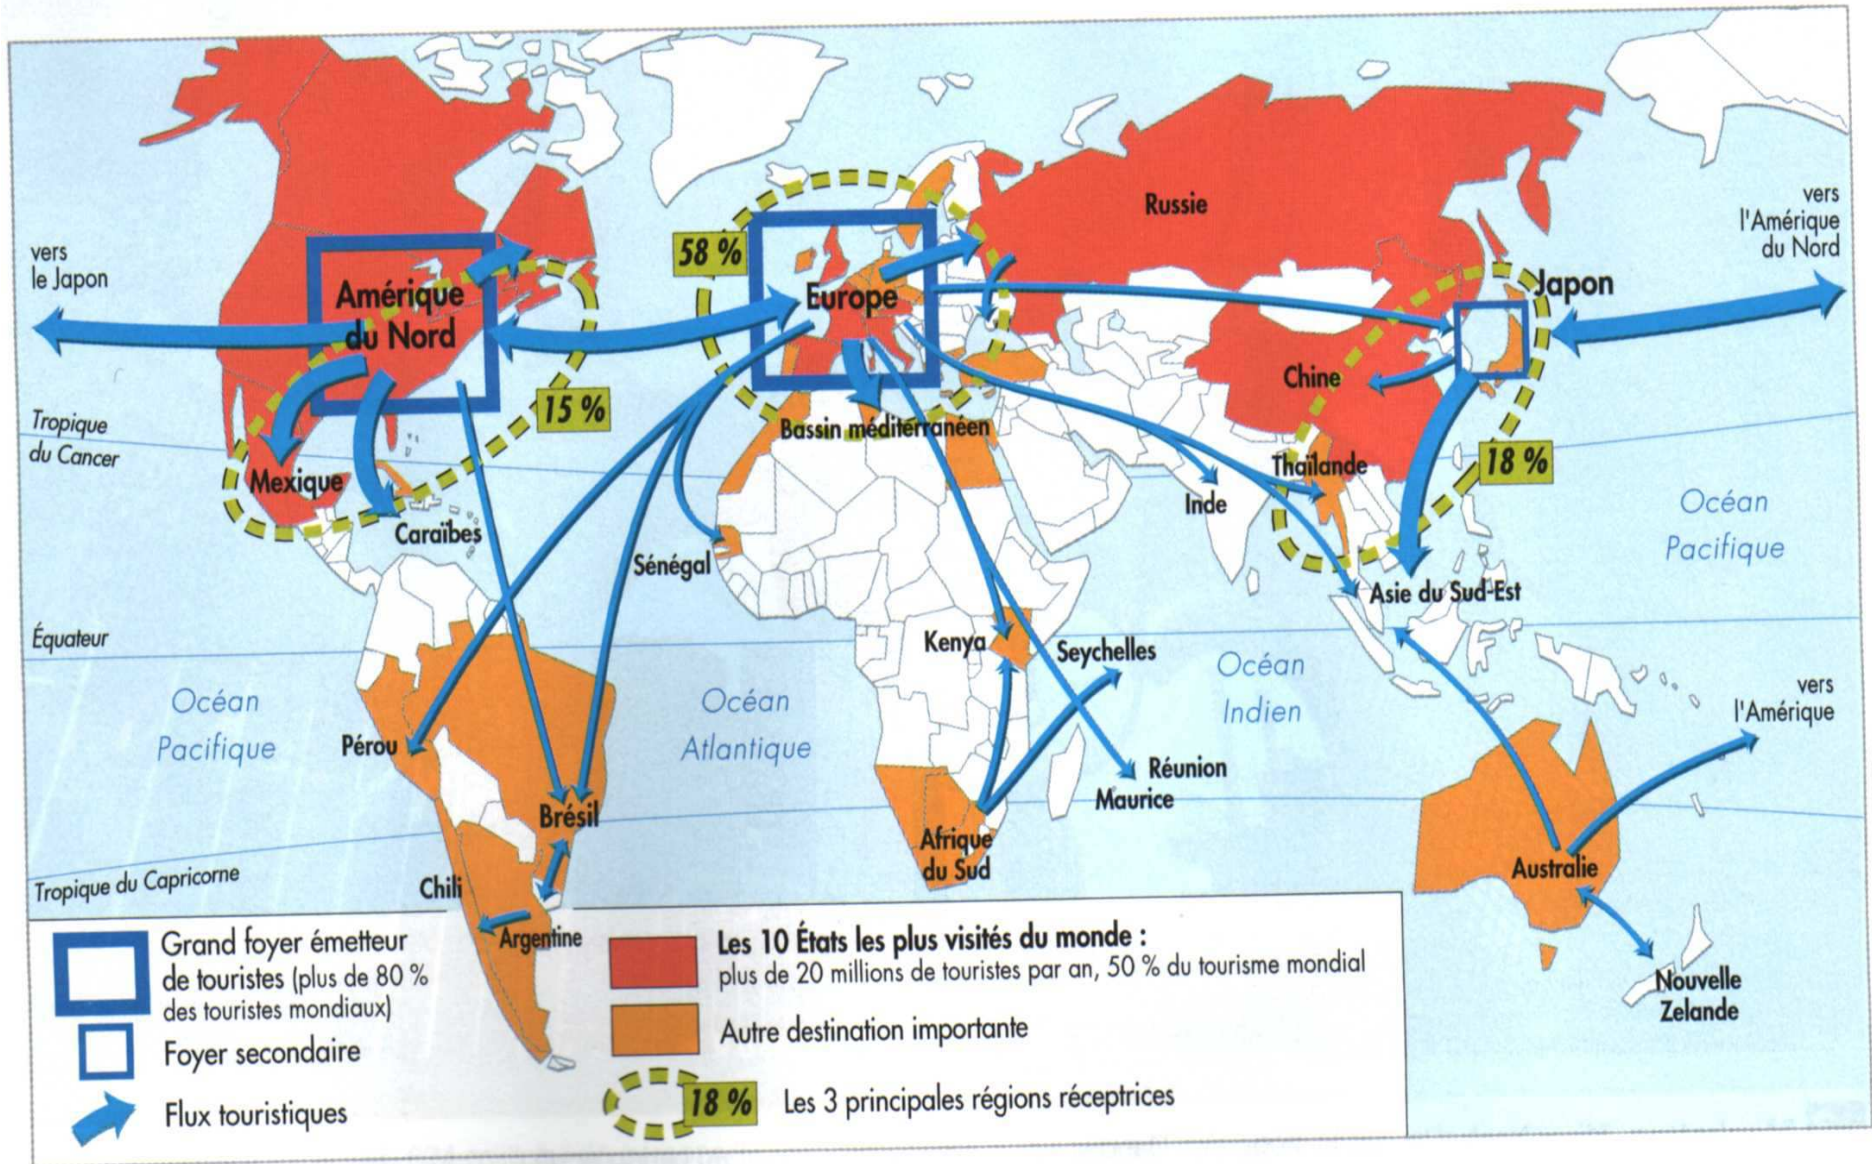 vers
le Japon
Amérique
du Nord
58 %
Europe
Russie
vers
l'Amérique
du Nord
Japon
15 %
Chine
18 %
Tropique
du Cancer
Bassin méditerranéen
Mexique
Caraïbes
Sénégal
Thaïlande
Inde
Océan
Pacifique
Asie du Sud-Est
Équateur
Kenya
Seychelles
Océan
Indien
Océan
Pacifique
Pérou
Océan
Atlantique
vers
l'Amérique
Réunion
Maurice
Brésil
Afrique
du Sud
Australie
Tropique du Capricorne
Chili
Argentine
Nouvelle
Zelande
Grand foyer émetteur
de touristes (plus de 80 %
des touristes mondiaux)
Foyer secondaire
Flux touristiques
Les 10 États les plus visités du monde :
plus de 20 millions de touristes par an, 50 % du tourisme mondial
Autre destination importante
18 %
Les 3 principales régions réceptrices